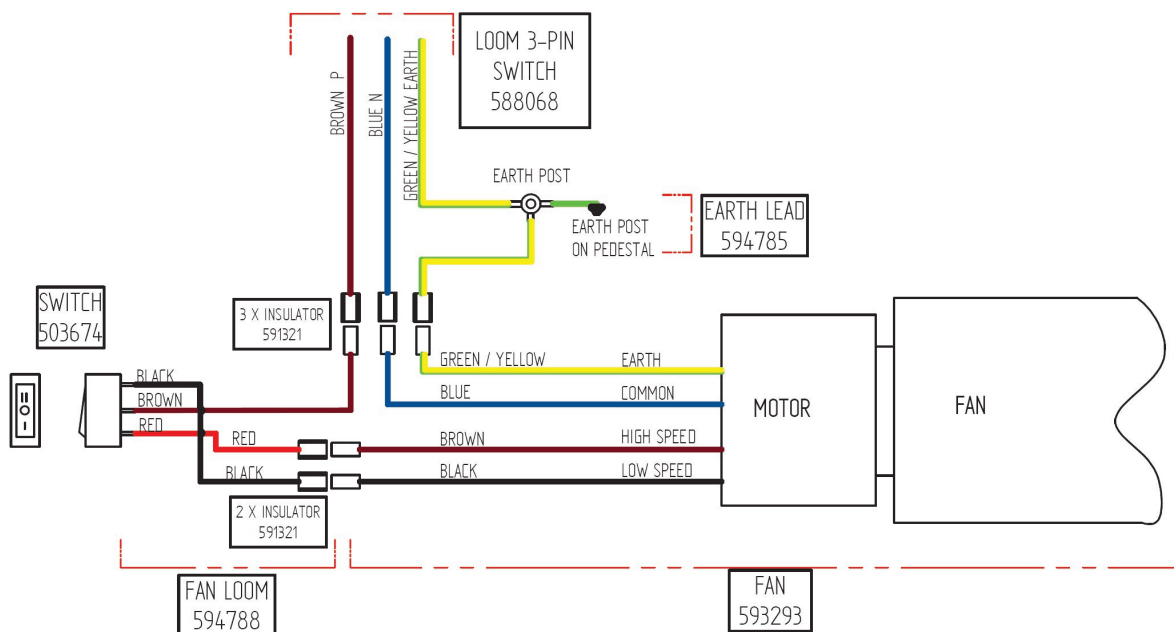 LOOM 3-PIN
SWITCH
588068
BROWN P
BLUE N
GREEN / YELLOW EARTH
EARTH POST
EARTH POST
ON PEDESTAL
EARTH LEAD
594785
SWITCH
503674
3 X INSULATOR
591321
BLACK
BROWN
RED
RED
BLACK
GREEN / YELLOW
EARTH
BLUE
COMMON
BROWN
HIGH SPEED
BLACK
LOW SPEED
MOTOR
FAN
2 X INSULATOR
591321
FAN LOOM
594788
FAN
593293